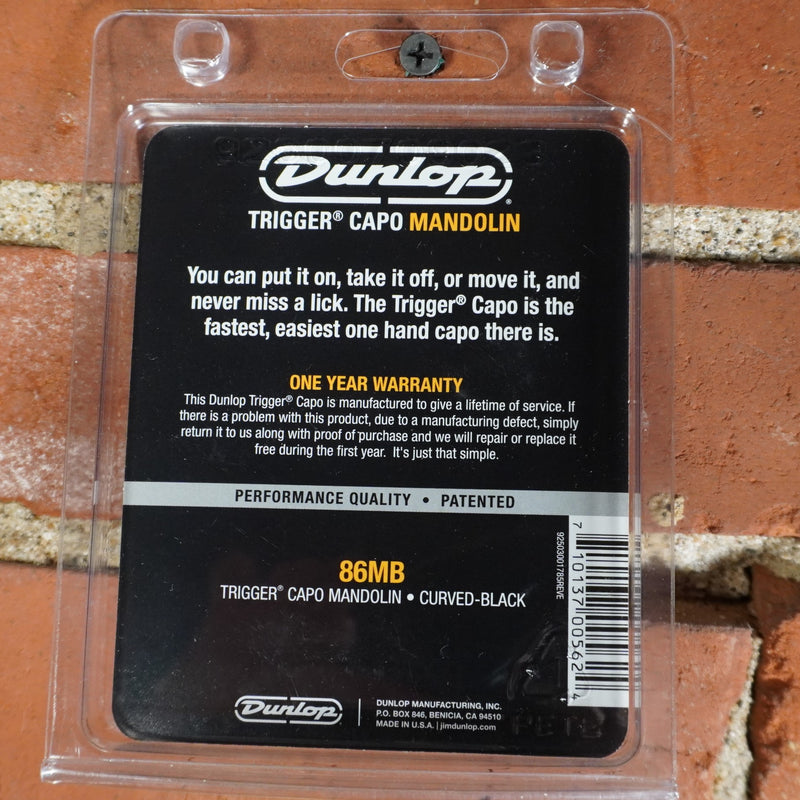 Dunlop®
TRIGGER® CAPO MANDOLIN
You can put it on, take it off, or move it, and
never miss a lick. The Trigger® Capo is the
fastest, easiest one hand capo there is.
ONE YEAR WARRANTY
This Dunlop Trigger® Capo is manufactured to give a lifetime of service. If
there is a problem with this product, due to a manufacturing defect, simply
return it to us along with proof of purchase and we will repair or replace it
free during the first year. It's just that simple.
PERFORMANCE QUALITY • PATENTED
86MB
TRIGGER® CAPO MANDOLIN • CURVED-BLACK
92503001785REVE
7 10137 00562 4
Dunlop
DUNLOP MANUFACTURING, INC.
P.O. BOX 846, BENICIA, CA 94510
MADE IN U.S.A. | jimdunlop.com